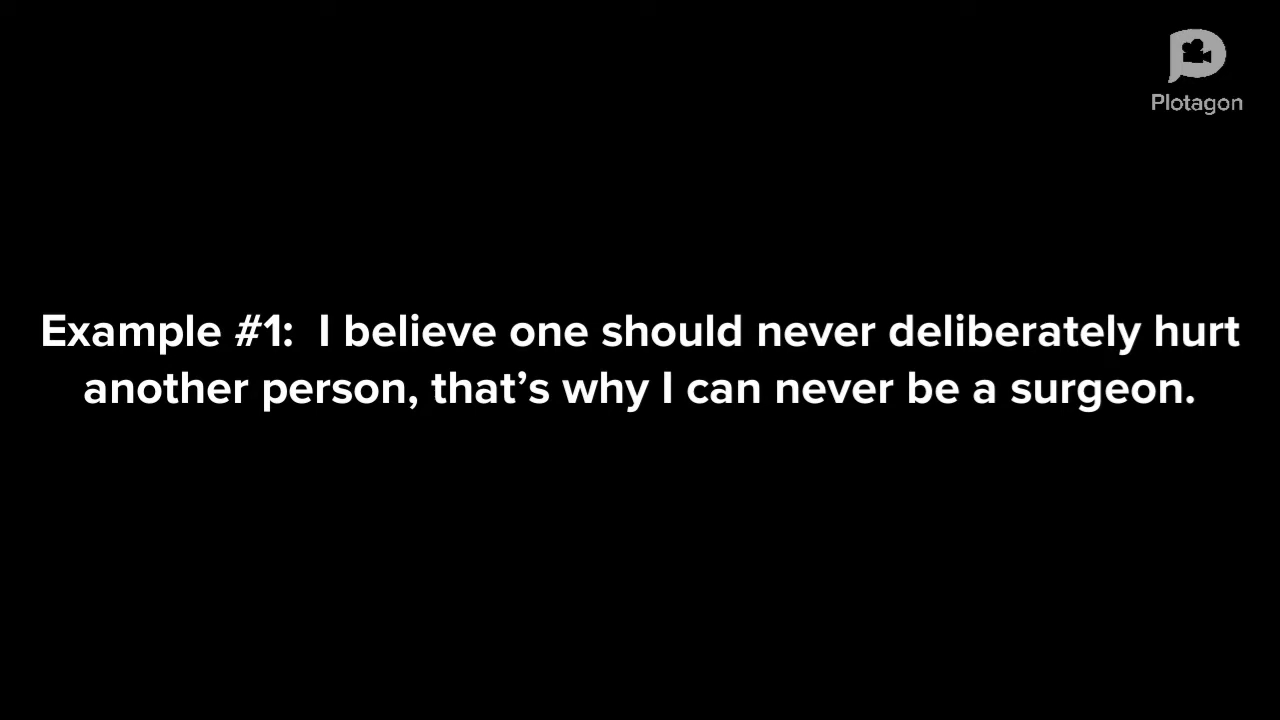 Plotagon
Example #1:  I believe one should never deliberately hurt
another person, that’s why I can never be a surgeon.